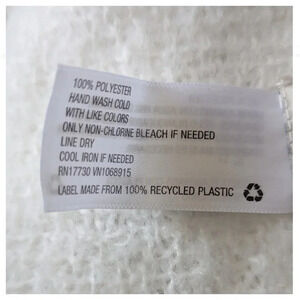 100% POLYESTER
HAND WASH COLD
WITH LIKE COLORS
ONLY NON-CHLORINE BLEACH IF NEEDED
LINE DRY
COOL IRON IF NEEDED
RN17730 VN1068915
LABEL MADE FROM 100% RECYCLED PLASTIC